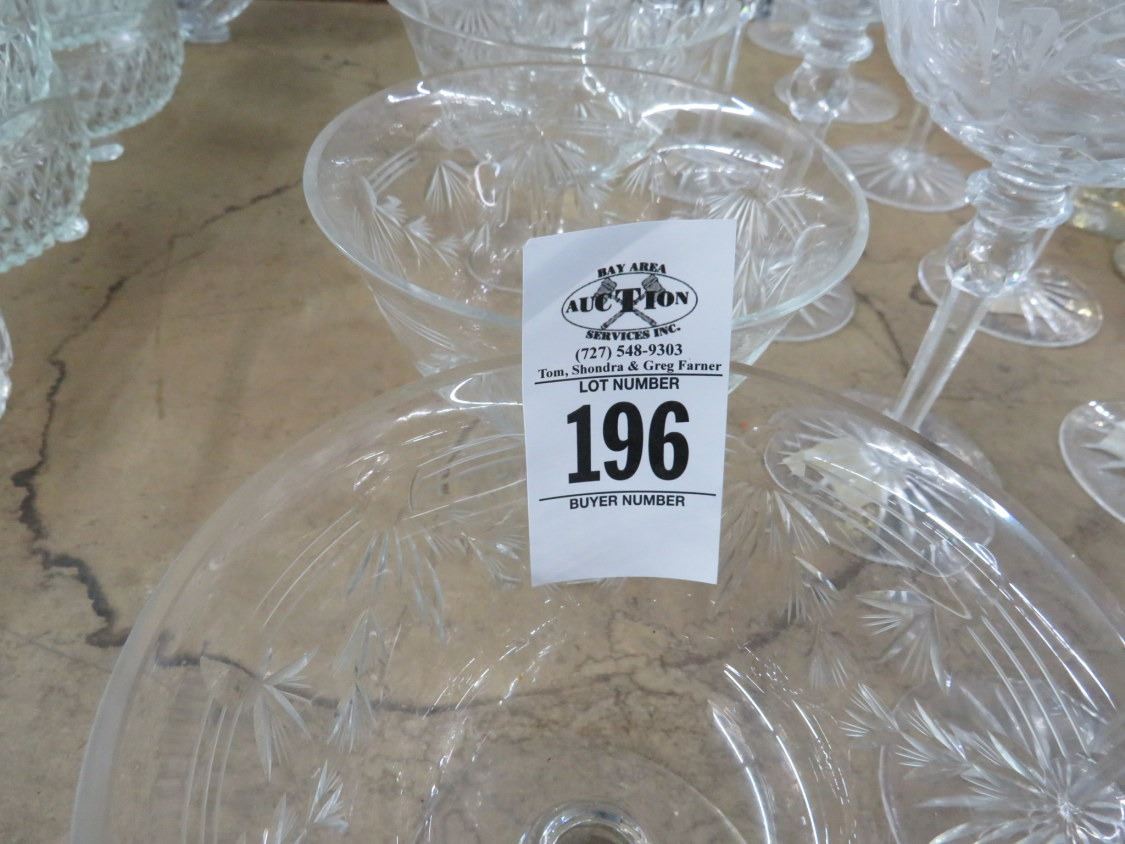 BAY AREA
AUCTION
SERVICES INC.
(727) 548-9303
Tom, Shondra & Greg Farner
LOT NUMBER
196
BUYER NUMBER